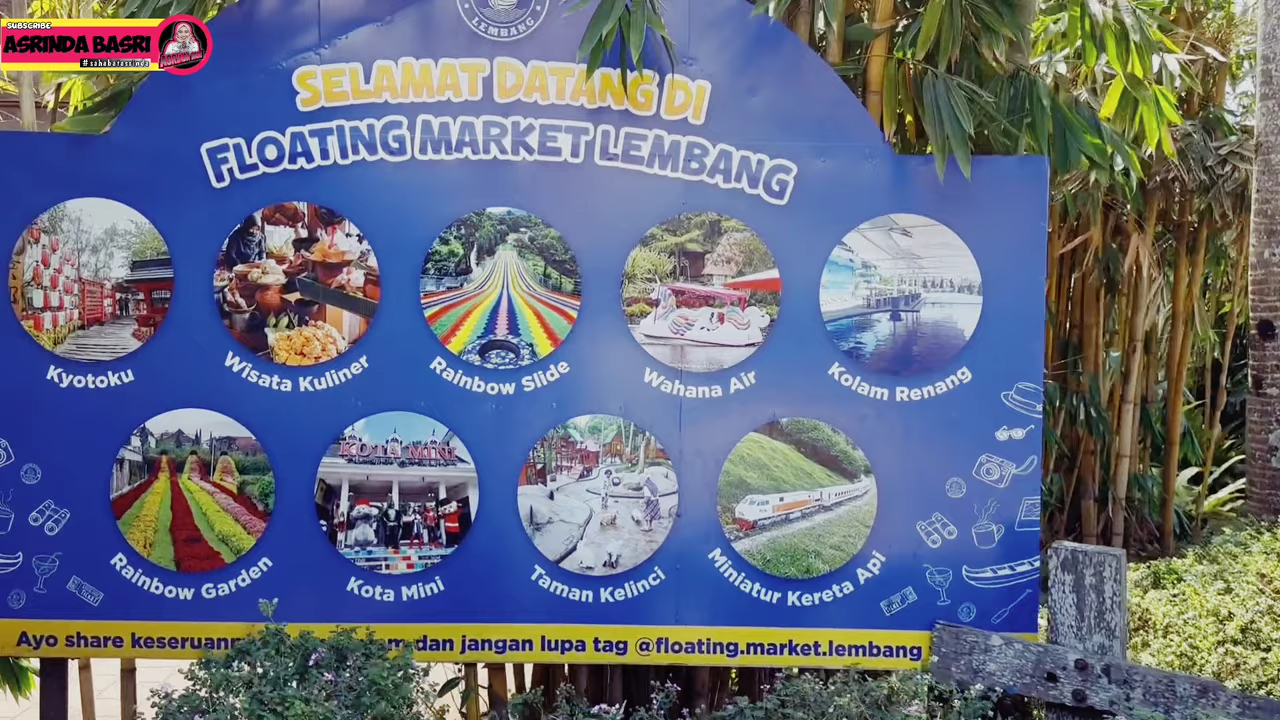 SUBSCRIBE
ASRINDA BASRI
#sahabatassinda
LEMBANG
SELAMAT DATANG DI
FLOATING MARKET LEMBANG
Kyotoku
Wisata Kuliner
Rainbow Slide
Wahana Air
Kolam Renang
KOTA MINI
Rainbow Garden
Kota Mini
Taman Kelinci
Miniatur Kereta Api
Ayo share dan jangan lupa tag @floating.market.lembang